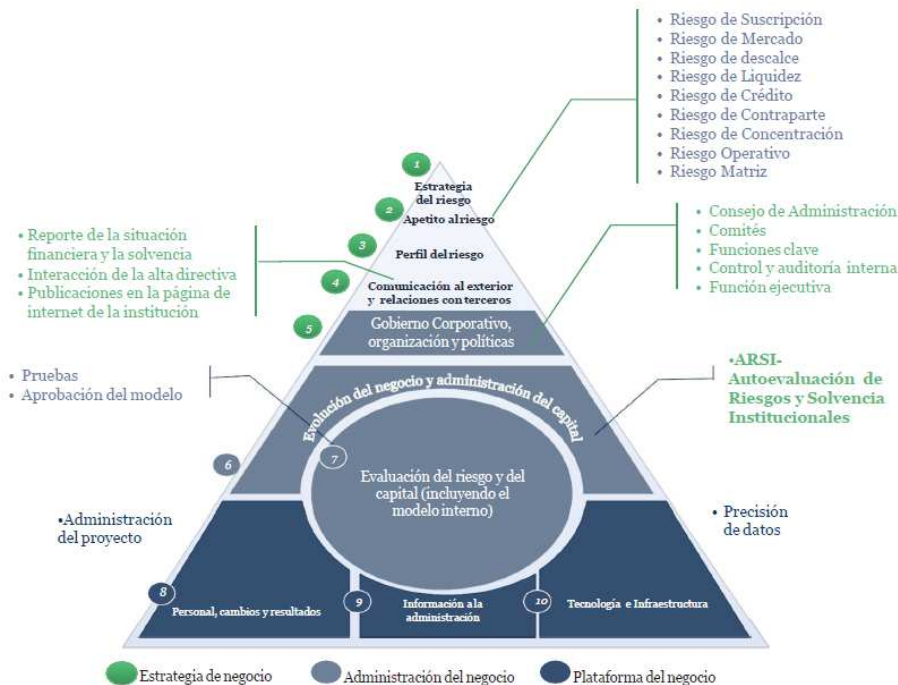 • Riesgo de Suscripción
• Riesgo de Mercado
• Riesgo de descalce
• Riesgo de Liquidez
• Riesgo de Crédito
• Riesgo de Contraparte
• Riesgo de Concentración
• Riesgo Operativo
• Riesgo Matriz
1
Estrategia
del riesgo
2
Apetito al riesgo
3
Perfil del riesgo
4
Comunicación al exterior
y relaciones con terceros
• Reporte de la situación
financiera y la solvencia
• Interacción de la alta directiva
• Publicaciones en la página de
internet de la institución
• Consejo de Administración
• Comités
• Funciones clave
• Control y auditoría interna
• Función ejecutiva
5
Gobierno Corporativo,
organización y políticas
• Pruebas
• Aprobación del modelo
Evolución del negocio y administración del capital
•ARSI-
Autoevaluación de
Riesgos y Solvencia
Institucionales
6
7
Evaluación del riesgo y del
capital (incluyendo el
modelo interno)
•Administración
del proyecto
• Precisión
de datos
8
Personal, cambios y resultados
9
Información a la
administración
10
Tecnología e Infraestructura
Estrategia de negocio
Administración del negocio
Plataforma del negocio